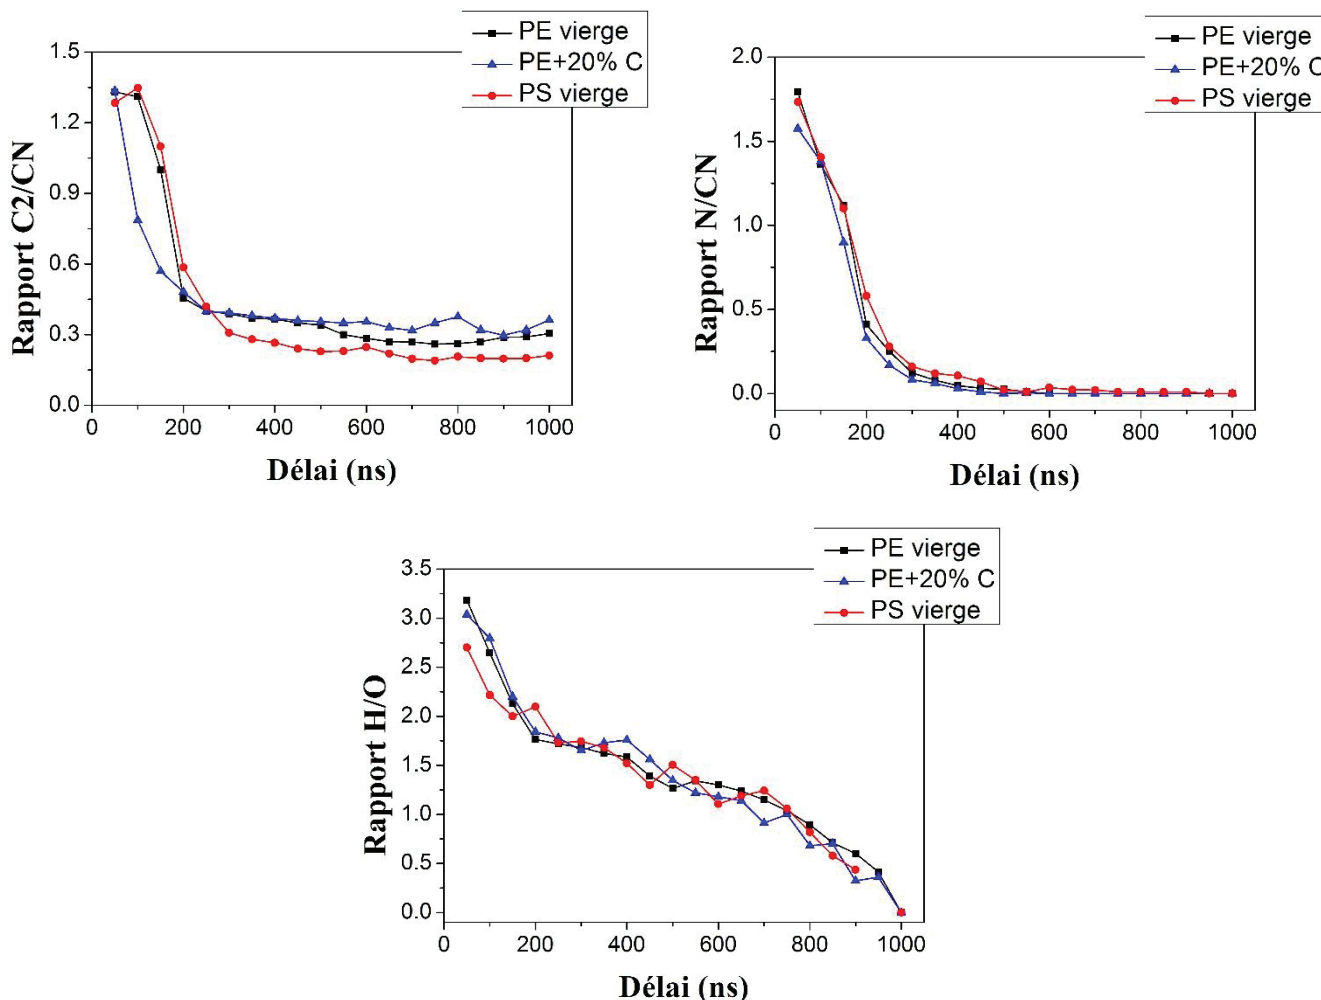 PE vierge
PE+20% C
PS vierge
1.5
1.2
0.9
0.6
0.3
0.0
Rapport C2/CN
0 200 400 600 800 1000
Délai (ns)
PE vierge
PE+20% C
PS vierge
2.0
1.5
1.0
0.5
0.0
Rapport N/CN
0 200 400 600 800 1000
Délai (ns)
PE vierge
PE+20% C
PS vierge
3.5
3.0
2.5
2.0
1.5
1.0
0.5
0.0
Rapport H/O
0 200 400 600 800 1000
Délai (ns)